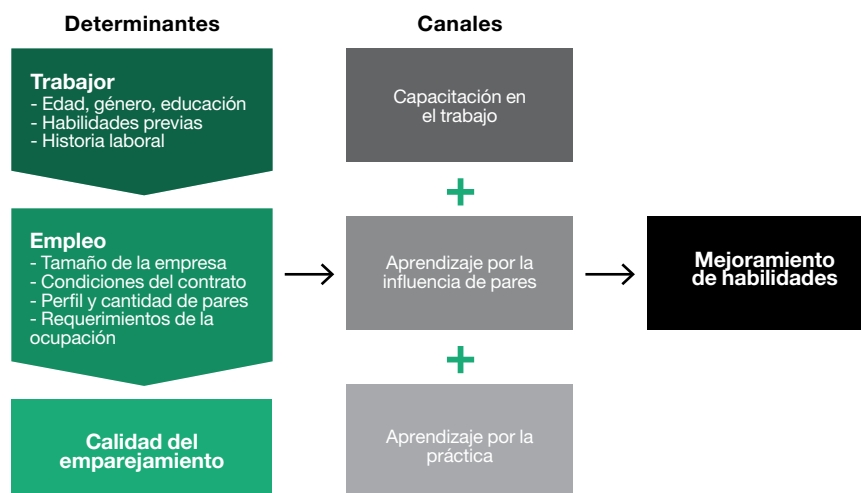 Determinantes
Trabajor
- Edad, género, educación
- Habilidades previas
- Historia laboral
Empleo
- Tamaño de la empresa
- Condiciones del contrato
- Perfil y cantidad de pares
- Requerimientos de la
ocupación
Calidad del
emparejamiento
Canales
Capacitación en
el trabajo
+
Aprendizaje por la
influencia de pares
+
Aprendizaje por la
práctica
Mejoramiento
de habilidades